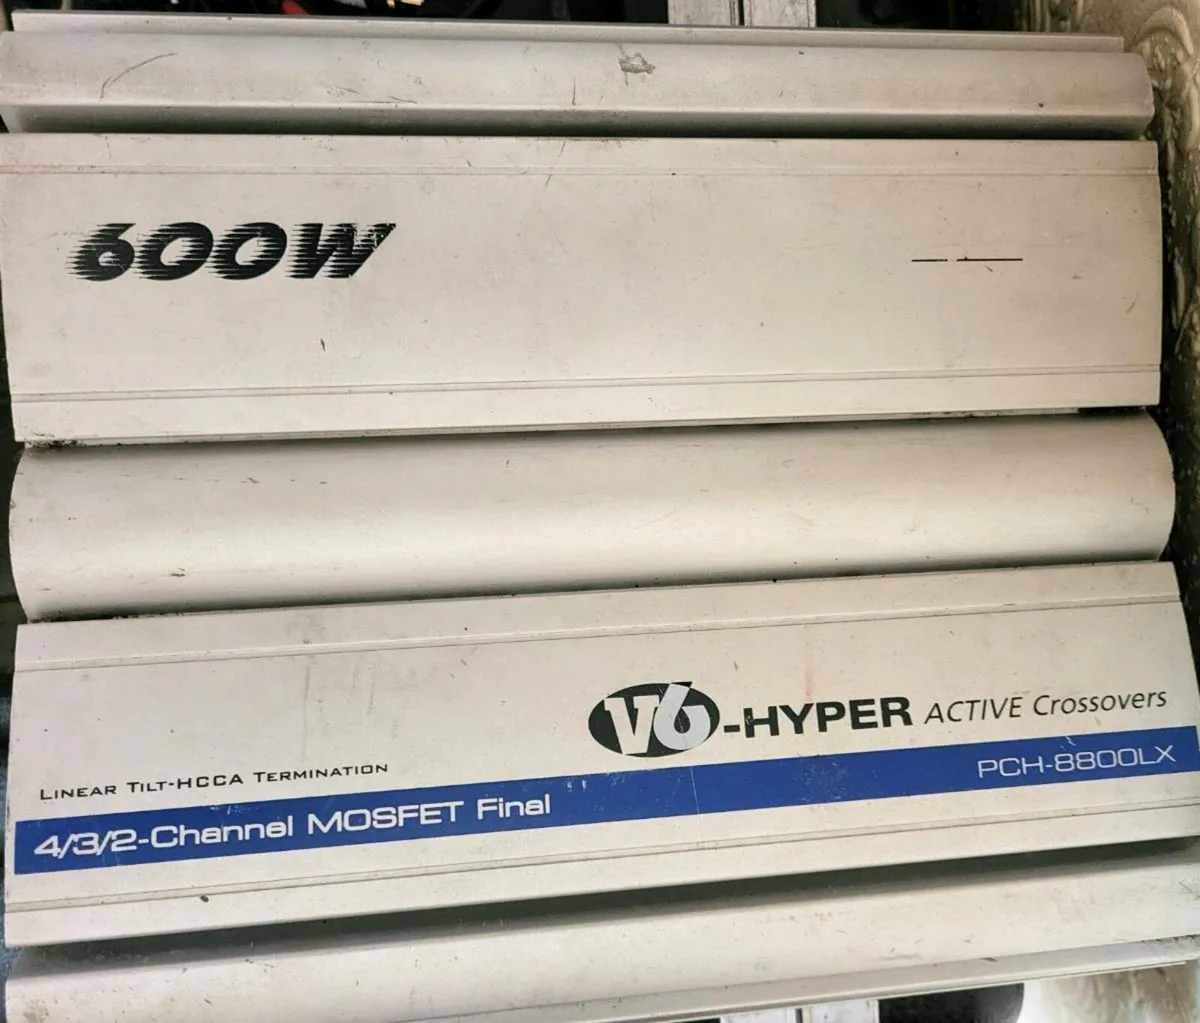 600W
V6-HYPER ACTIVE Crossovers
LINEAR TILT-HCCA TERMINATION
PCH-8800LX
4/3/2-Channel MOSFET Final